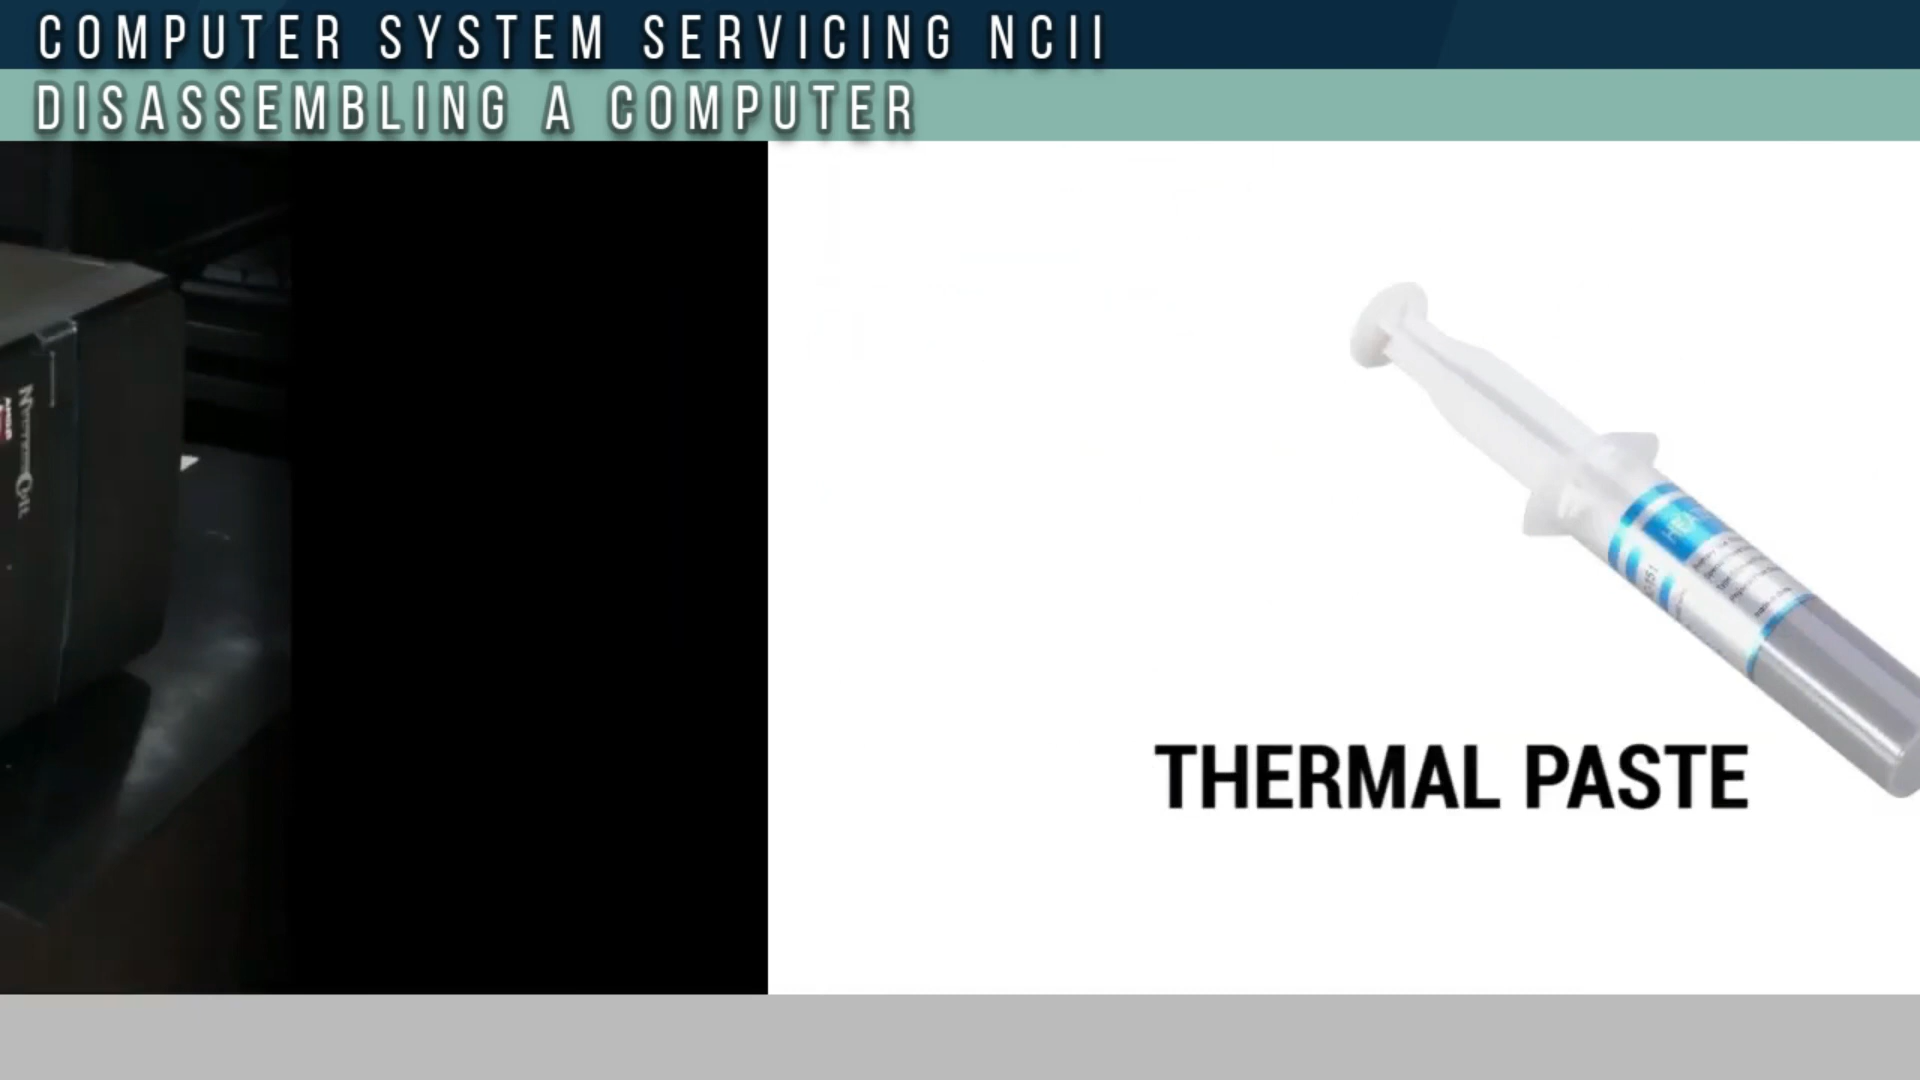 COMPUTER SYSTEM SERVICING NCII
DISASSEMBLING A COMPUTER
THERMAL PASTE